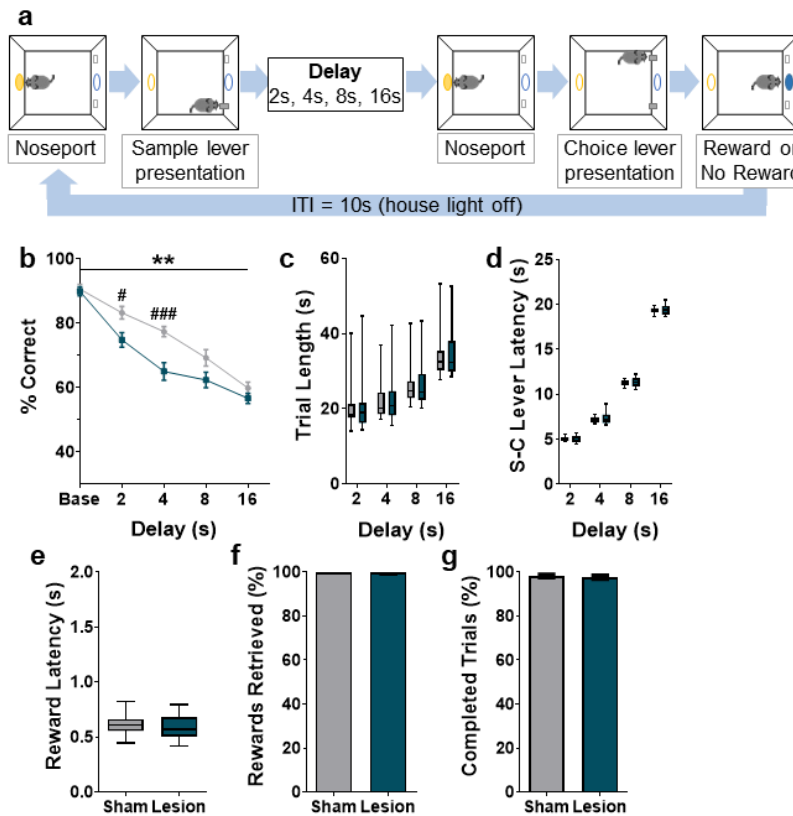 a
Delay
2s, 4s, 8s, 16s
Noseport
Sample lever
presentation
Noseport
Choice lever
presentation
Reward or
No Reward
ITI = 10s (house light off)
b
**
#
###
% Correct
100
80
60
40
Base 2 4 8 16
Delay (s)
c
Trial Length (s)
60
40
20
0
2 4 8 16
Delay (s)
d
S-C Lever Latency (s)
25
20
15
10
5
0
2 4 8 16
Delay (s)
e
Reward Latency (s)
2.0
1.5
1.0
0.5
0.0
Sham Lesion
f
Rewards Retrieved (%)
100
80
60
40
20
0
Sham Lesion
g
Completed Trials (%)
100
80
60
40
20
0
Sham Lesion